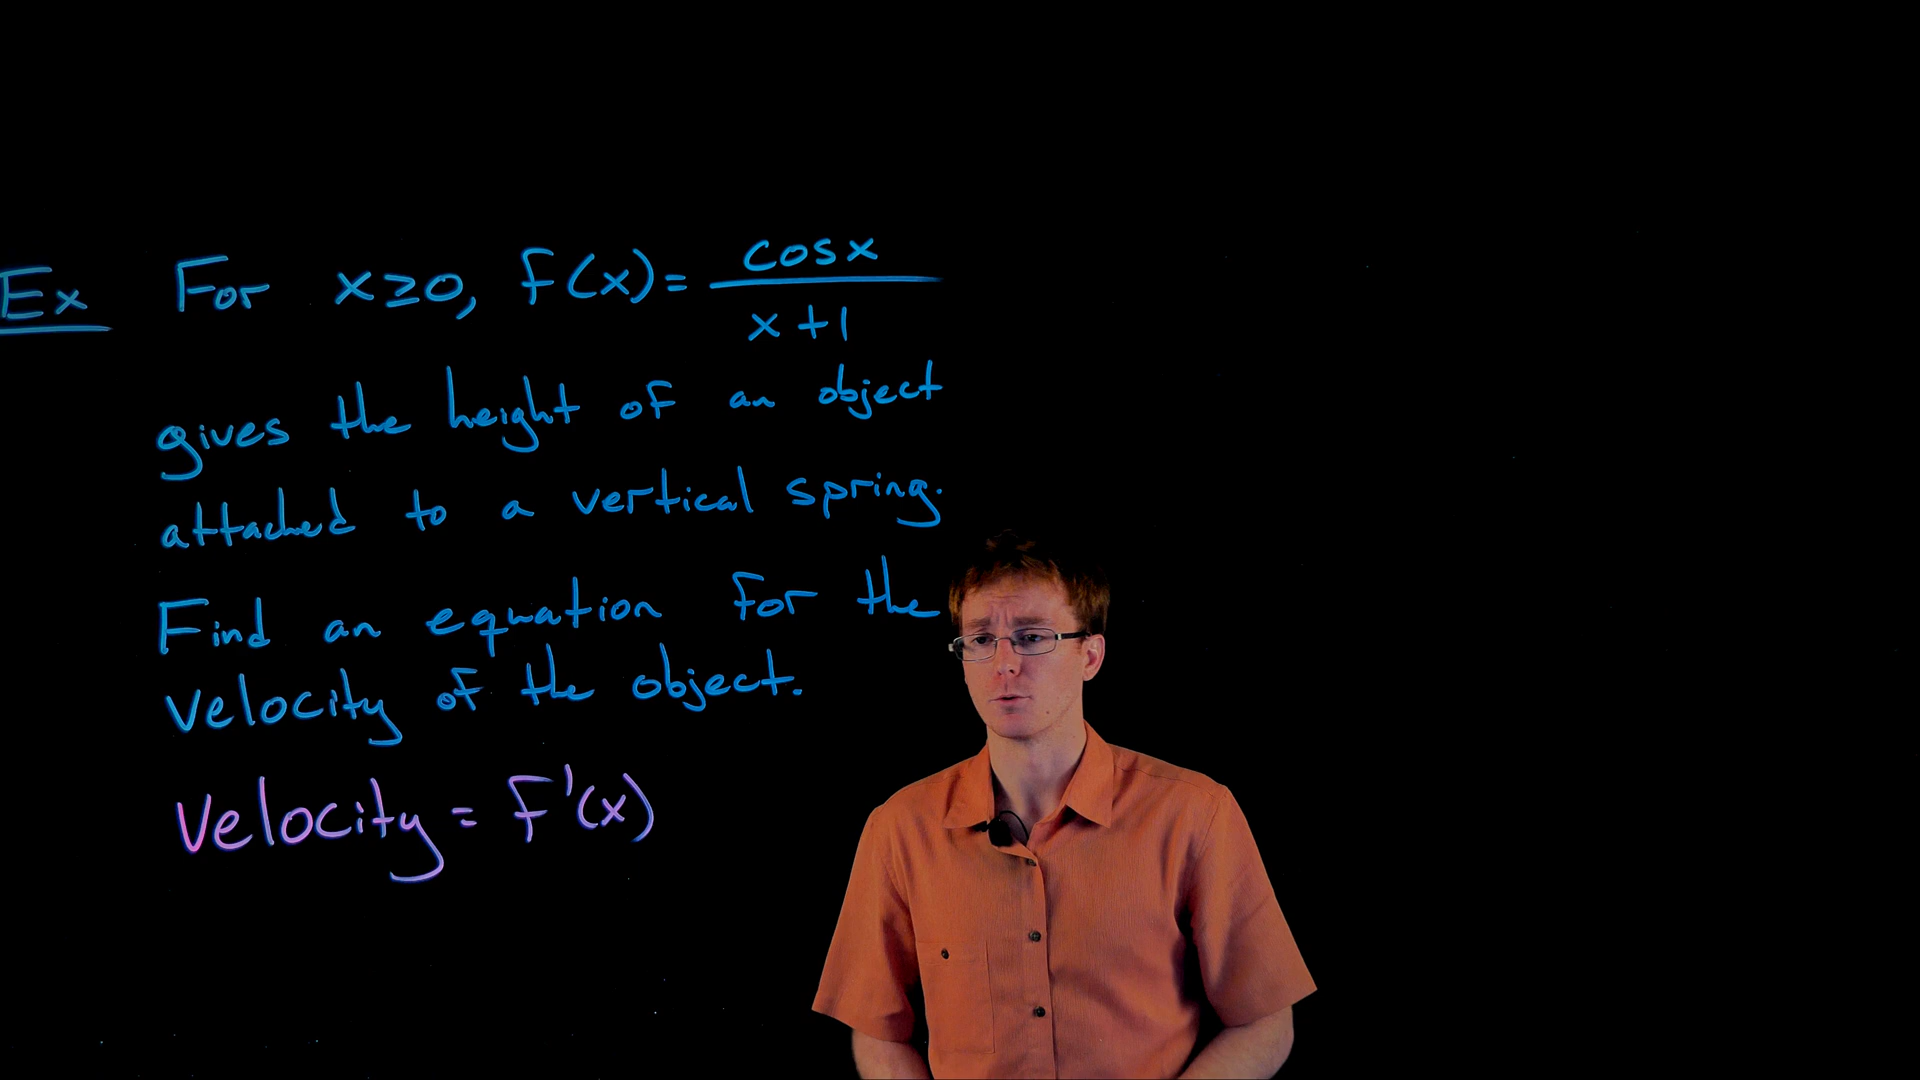 Ex For x≥0, f(x)= cosx / x+1
gives the height of an object
attached to a vertical spring.
Find an equation for the
velocity of the object.
Velocity = f'(x)